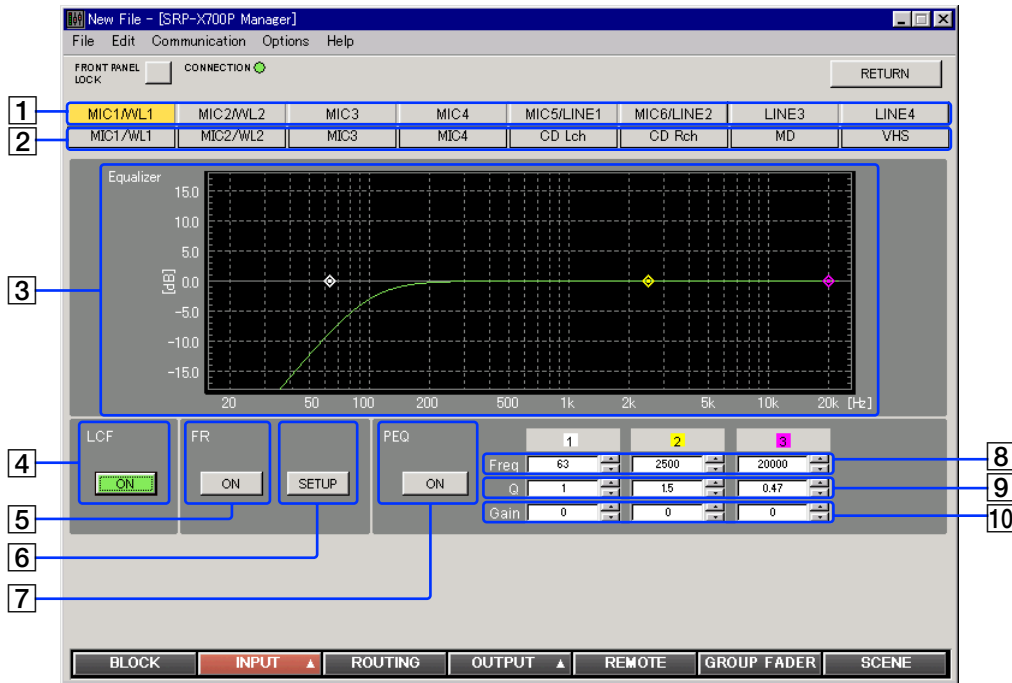 New File - [SRP-X700P Manager]
File Edit Communication Options Help
FRONT PANEL LOCK CONNECTION RETURN
1 MIC1/WL1 MIC2/WL2 MIC3 MIC4 MIC5/LINE1 MIC6/LINE2 LINE3 LINE4
2 MIC1/WL1 MIC2/WL2 MIC3 MIC4 CD Lch CD Rch MD VHS
Equalizer
15.0
10.0
5.0
3 [dB] 0.0
-5.0
-10.0
-15.0
20 50 100 200 500 1k 2k 5k 10k 20k [Hz]
LCF FR PEQ 1 2 3
4 ON ON SETUP ON Freq 63 2500 20000 8
Q 1 1.5 0.47 9
5 Gain 0 0 0 10
6
7
BLOCK INPUT ▲ ROUTING OUTPUT ▲ REMOTE GROUP FADER SCENE